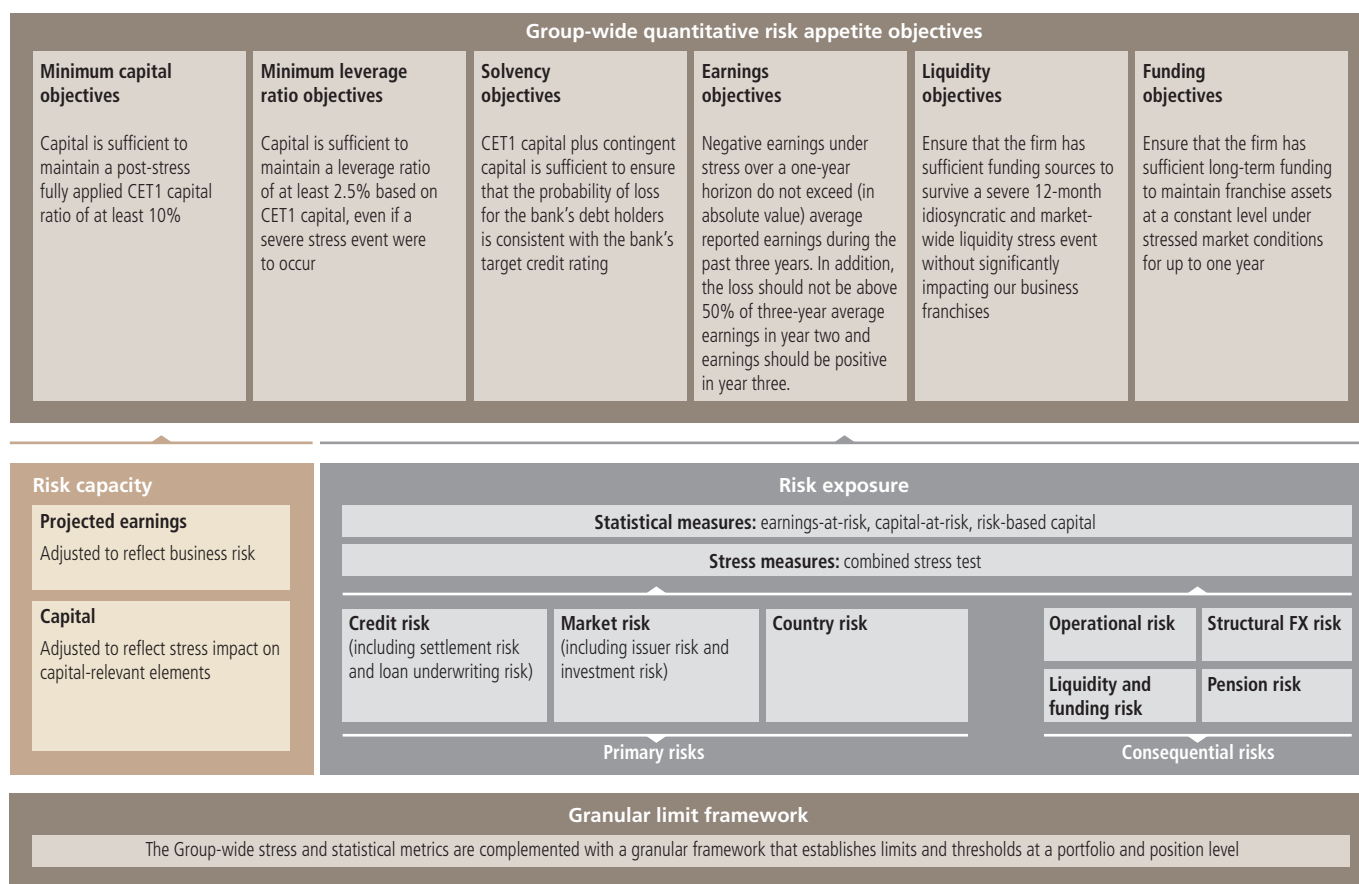 Group-wide quantitative risk appetite objectives
Minimum capital
objectives
Capital is sufficient to
maintain a post-stress
fully applied CET1 capital
ratio of at least 10%
Minimum leverage
ratio objectives
Capital is sufficient to
maintain a leverage ratio
of at least 2.5% based on
CET1 capital, even if a
severe stress event were
to occur
Solvency
objectives
CET1 capital plus contingent
capital is sufficient to ensure
that the probability of loss
for the bank’s debt holders
is consistent with the bank’s
target credit rating
Earnings
objectives
Negative earnings under
stress over a one-year
horizon do not exceed (in
absolute value) average
reported earnings during the
past three years. In addition,
the loss should not be above
50% of three-year average
earnings in year two and
earnings should be positive
in year three.
Liquidity
objectives
Ensure that the firm has
sufficient funding sources to
survive a severe 12-month
idiosyncratic and market-
wide liquidity stress event
without significantly
impacting our business
franchises
Funding
objectives
Ensure that the firm has
sufficient long-term funding
to maintain franchise assets
at a constant level under
stressed market conditions
for up to one year
Risk capacity
Projected earnings
Adjusted to reflect business risk
Capital
Adjusted to reflect stress impact on
capital-relevant elements
Risk exposure
Statistical measures: earnings-at-risk, capital-at-risk, risk-based capital
Stress measures: combined stress test
Credit risk
(including settlement risk
and loan underwriting risk)
Market risk
(including issuer risk and
investment risk)
Country risk
Primary risks
Operational risk
Structural FX risk
Liquidity and
funding risk
Pension risk
Consequential risks
Granular limit framework
The Group-wide stress and statistical metrics are complemented with a granular framework that establishes limits and thresholds at a portfolio and position level